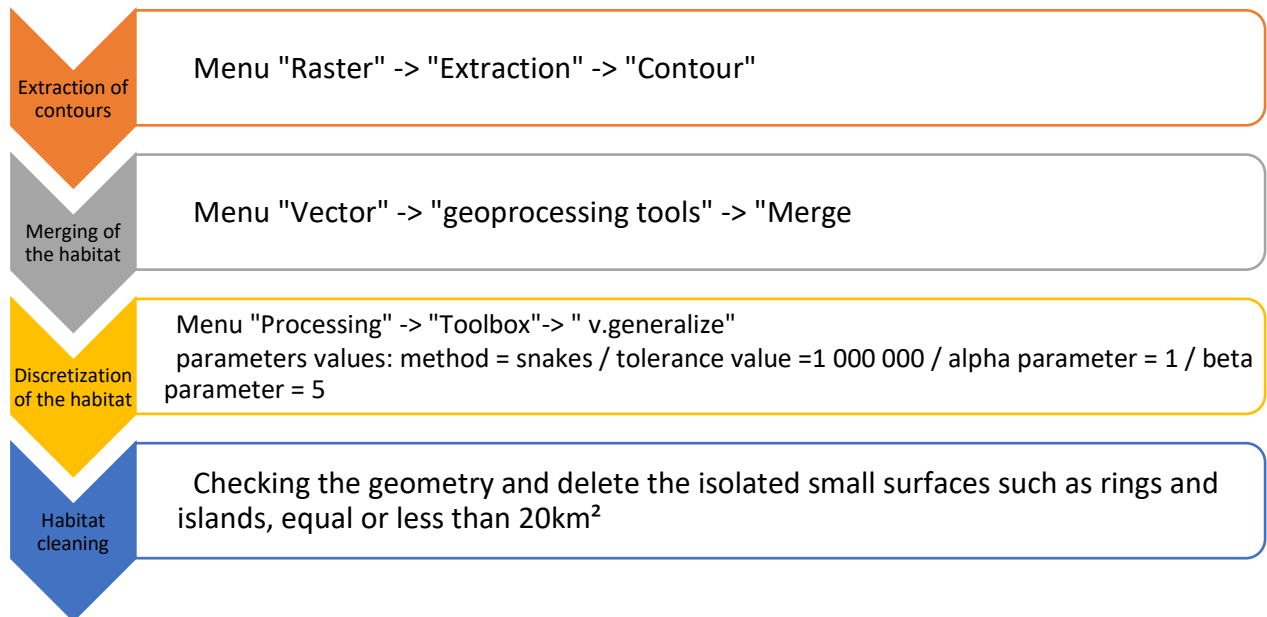 Extraction of
contours
Menu "Raster" -> "Extraction" -> "Contour"
Merging of
the habitat
Menu "Vector" -> "geoprocessing tools" -> "Merge
Discretization
of the habitat
Menu "Processing" -> "Toolbox"-> " v.generalize"
parameters values: method = snakes / tolerance value =1 000 000 / alpha parameter = 1 / beta
parameter = 5
Habitat
cleaning
Checking the geometry and delete the isolated small surfaces such as rings and
islands, equal or less than 20km²